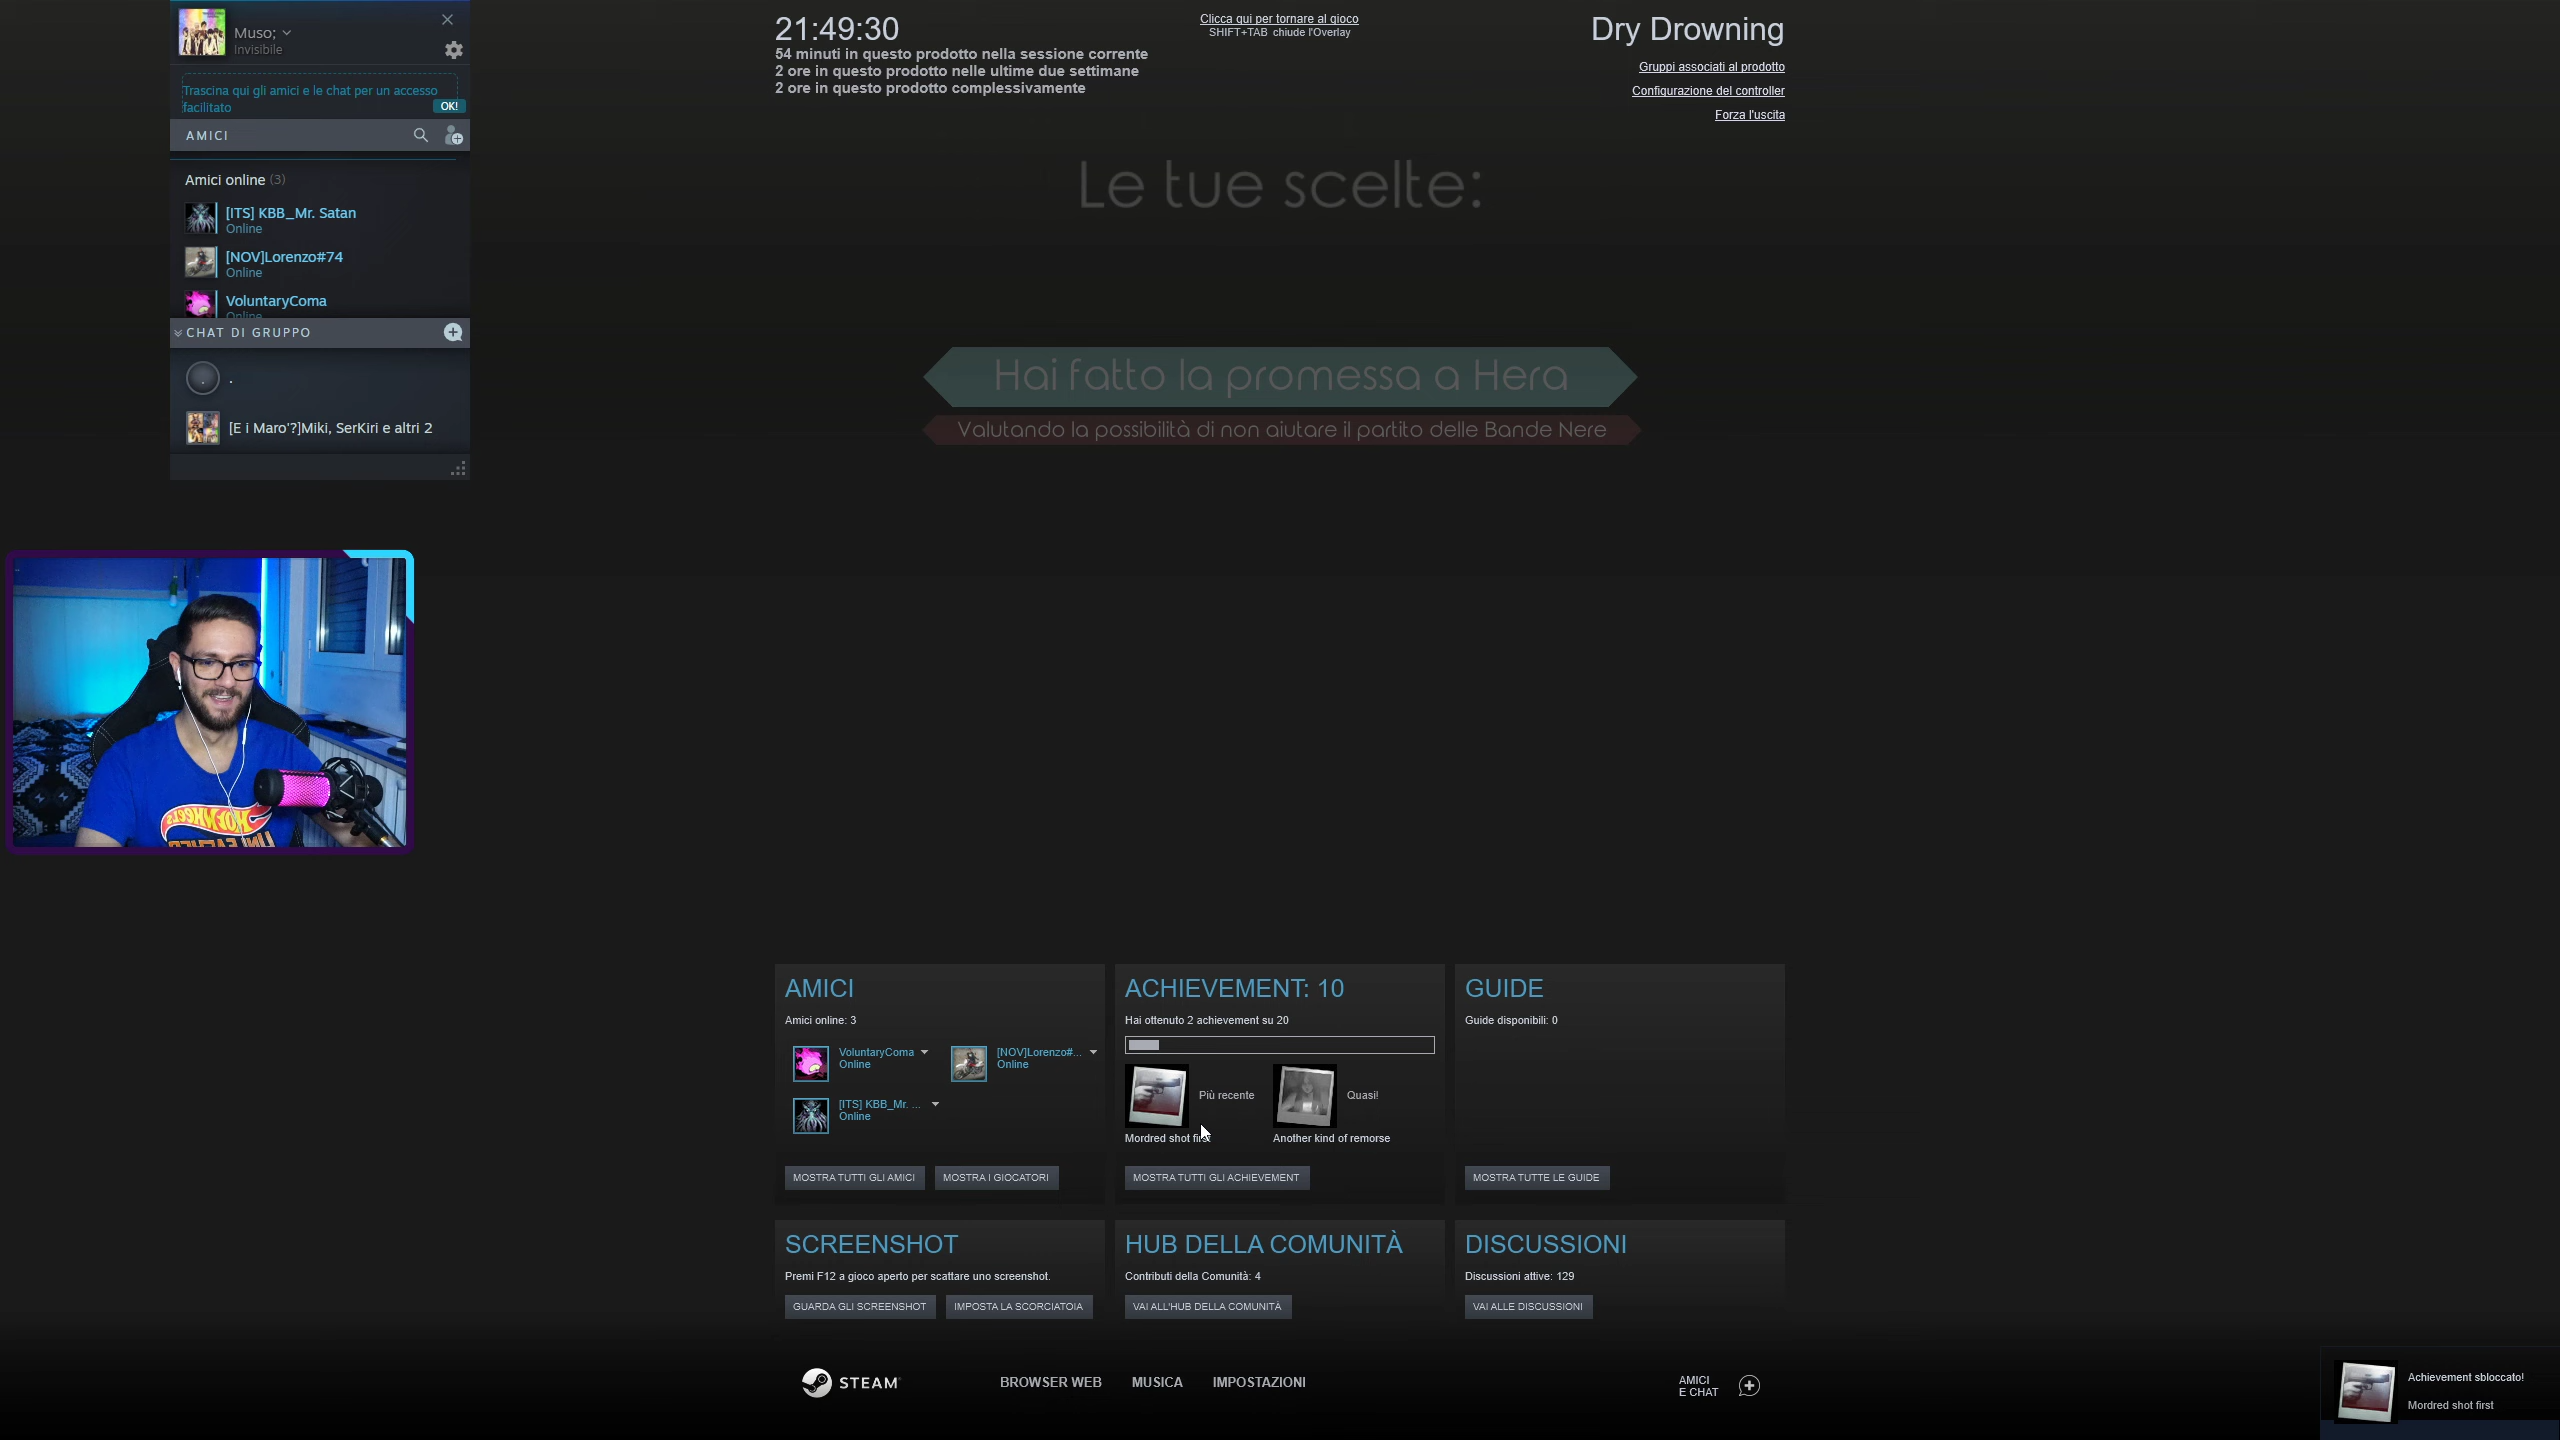 Muso;
Invisibile
Trascina qui gli amici e le chat per un accesso
facilitato
OK!
AMICI
Amici online (3)
[ITS] KBB_Mr. Satan
Online
[NOV]Lorenzo#74
Online
VoluntaryComa
Online
CHAT DI GRUPPO
.
.
[E i Maro'?]Miki, SerKiri e altri 2
21:49:30
54 minuti in questo prodotto nella sessione corrente
2 ore in questo prodotto nelle ultime due settimane
2 ore in questo prodotto complessivamente
Clicca qui per tornare al gioco
SHIFT+TAB chiude l'Overlay
Dry Drowning
Gruppi associati al prodotto
Configurazione del controller
Forza l'uscita
Le tue scelte:
Hai fatto la promessa a Hera
Valutando la possibilità di non aiutare il partito delle Bande Nere
HOT WHEELS
UNLEASHED
AMICI
Amici online: 3
VoluntaryComa
Online
[NOV]Lorenzo#...
Online
[ITS] KBB_Mr. ...
Online
MOSTRA TUTTI GLI AMICI
MOSTRA I GIOCATORI
ACHIEVEMENT: 10
Hai ottenuto 2 achievement su 20
Più recente
Mordred shot first
Quasi!
Another kind of remorse
MOSTRA TUTTI GLI ACHIEVEMENT
GUIDE
Guide disponibili: 0
MOSTRA TUTTE LE GUIDE
SCREENSHOT
Premi F12 a gioco aperto per scattare uno screenshot.
GUARDA GLI SCREENSHOT
IMPOSTA LA SCORCIATOIA
HUB DELLA COMUNITÀ
Contributi della Comunità: 4
VAI ALL'HUB DELLA COMUNITÀ
DISCUSSIONI
Discussioni attive: 129
VAI ALLE DISCUSSIONI
STEAM
BROWSER WEB
MUSICA
IMPOSTAZIONI
AMICI
E CHAT
Achievement sbloccato!
Mordred shot first